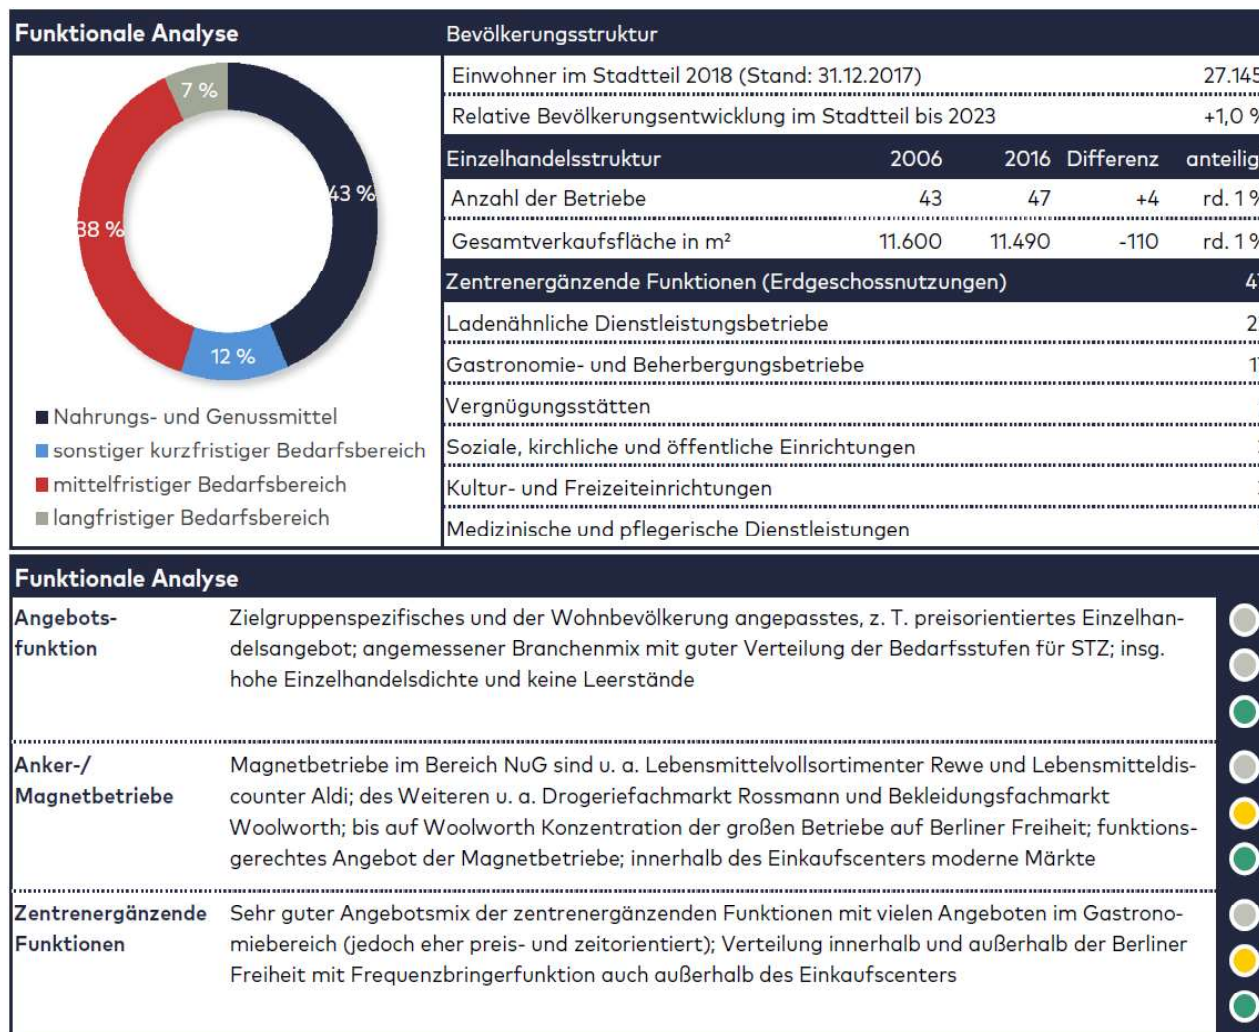 Funktionale Analyse
7 %
43 %
38 %
12 %
Nahrungs- und Genussmittel
sonstiger kurzfristiger Bedarfsbereich
mittelfristiger Bedarfsbereich
langfristiger Bedarfsbereich
Bevölkerungsstruktur
Einwohner im Stadtteil 2018 (Stand: 31.12.2017) 27.145
Relative Bevölkerungsentwicklung im Stadtteil bis 2023 +1,0 %
Einzelhandelsstruktur 2006 2016 Differenz anteilig
Anzahl der Betriebe 43 47 +4 rd. 1 %
Gesamtverkaufsfläche in m² 11.600 11.490 -110 rd. 1 %
Zentrenergänzende Funktionen (Erdgeschossnutzungen)
Ladenähnliche Dienstleistungsbetriebe
Gastronomie- und Beherbergungsbetriebe
Vergnügungsstätten
Soziale, kirchliche und öffentliche Einrichtungen
Kultur- und Freizeiteinrichtungen
Medizinische und pflegerische Dienstleistungen
Funktionale Analyse
Angebots-
funktion
Zielgruppenspezifisches und der Wohnbevölkerung angepasstes, z. T. preisorientiertes Einzelhan-
delsangebot; angemessener Branchenmix mit guter Verteilung der Bedarfsstufen für STZ; insg.
hohe Einzelhandelsdichte und keine Leerstände
Anker-/
Magnetbetriebe
Magnetbetriebe im Bereich NuG sind u. a. Lebensmittelvollsortimenter Rewe und Lebensmitteldis-
counter Aldi; des Weiteren u. a. Drogeriefachmarkt Rossmann und Bekleidungsfachmarkt
Woolworth; bis auf Woolworth Konzentration der großen Betriebe auf Berliner Freiheit; funktions-
gerechtes Angebot der Magnetbetriebe; innerhalb des Einkaufscenters moderne Märkte
Zentrenergänzende
Funktionen
Sehr guter Angebotsmix der zentrenergänzenden Funktionen mit vielen Angeboten im Gastrono-
miebereich (jedoch eher preis- und zeitorientiert); Verteilung innerhalb und außerhalb der Berliner
Freiheit mit Frequenzbringerfunktion auch außerhalb des Einkaufscenters